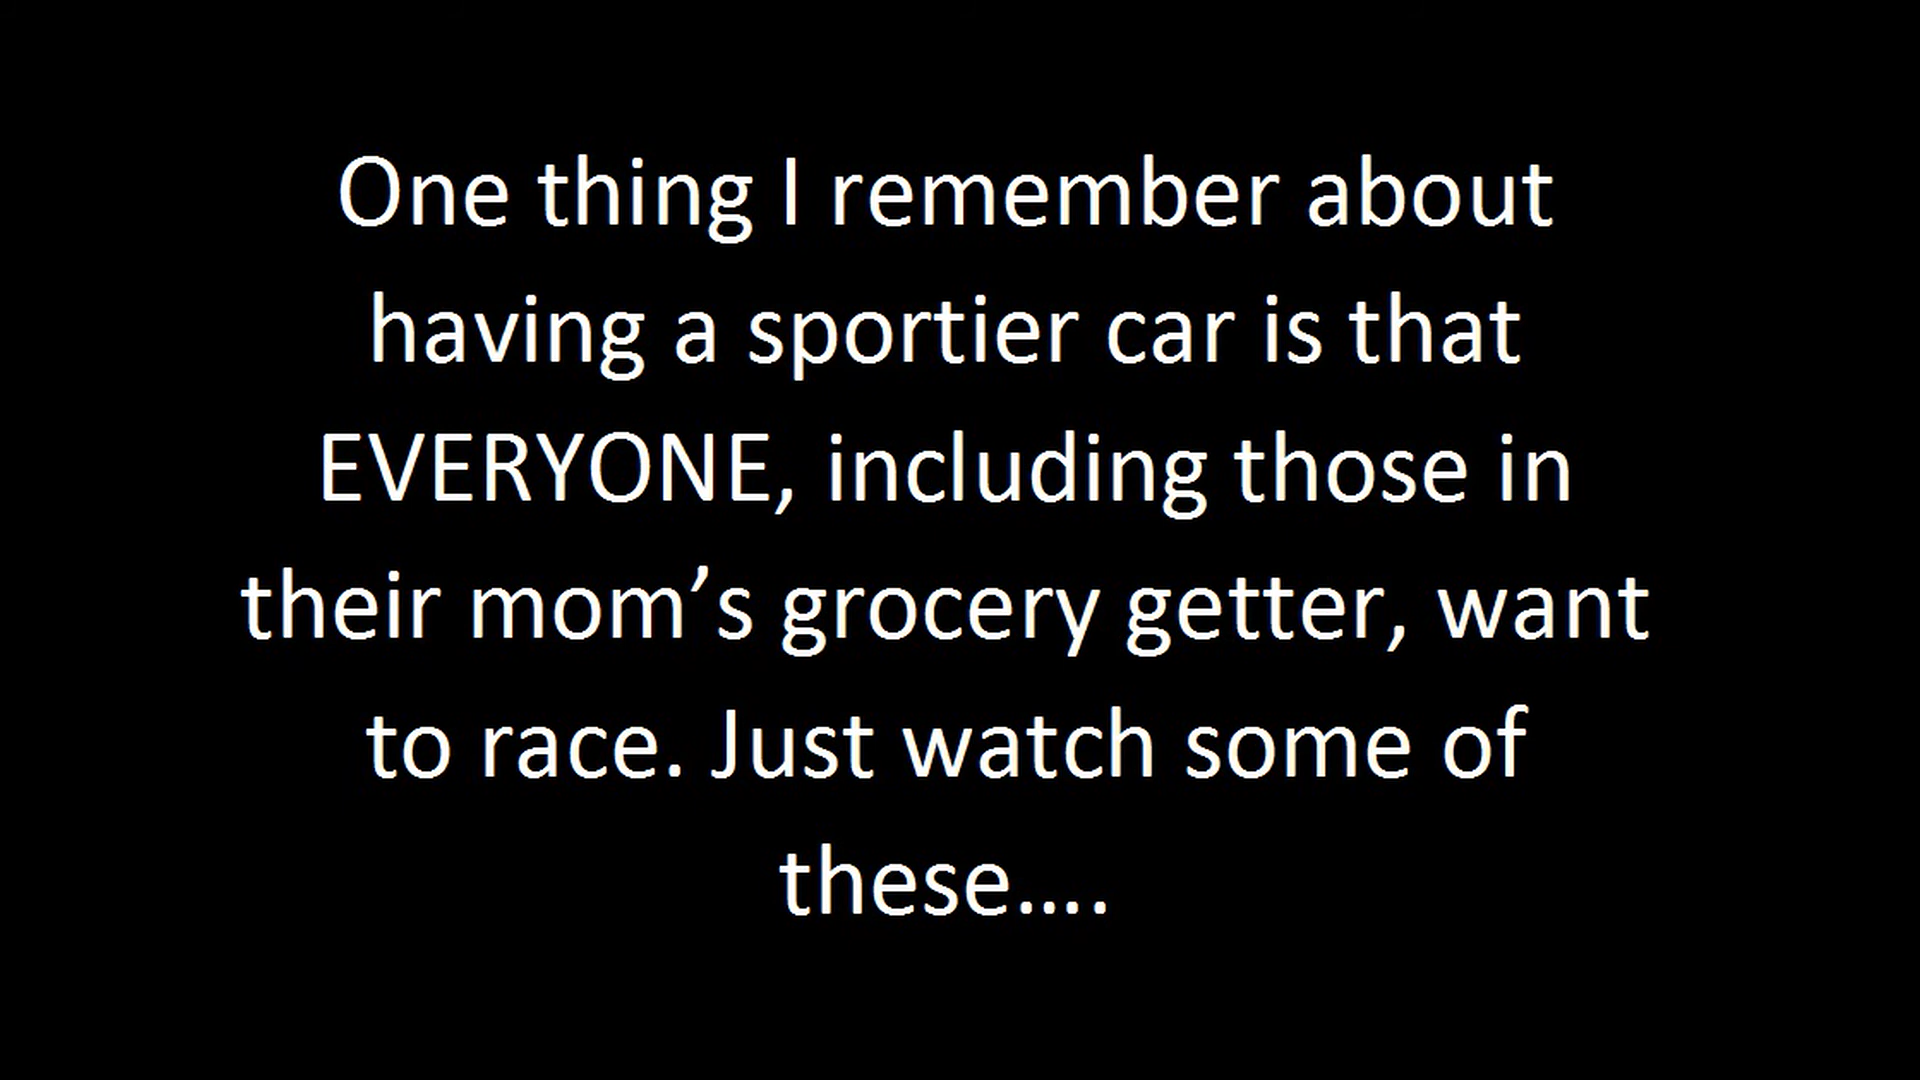 One thing I remember about
having a sportier car is that
EVERYONE, including those in
their mom’s grocery getter, want
to race. Just watch some of
these….